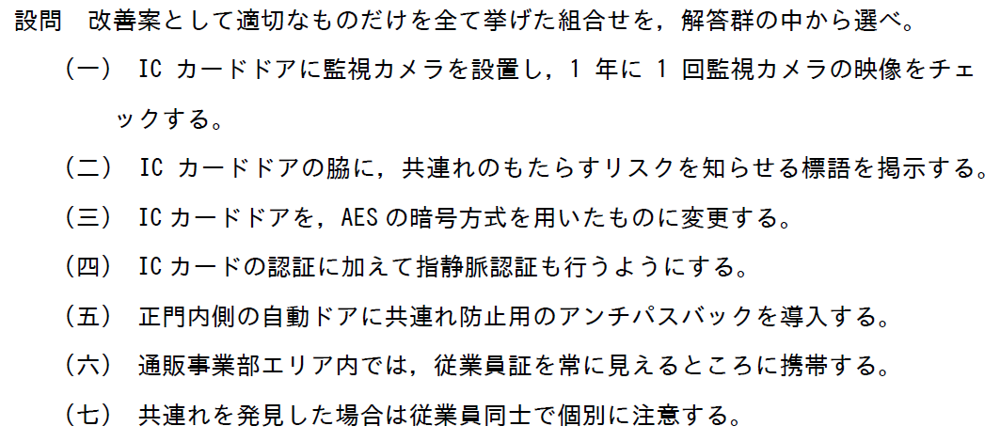 設問　改善案として適切なものだけを全て挙げた組合せを，解答群の中から選べ。
（一） IC カードドアに監視カメラを設置し，1 年に 1 回監視カメラの映像をチェ
ックする。
（二） IC カードドアの脇に，共連れのもたらすリスクを知らせる標語を掲示する。
（三） IC カードドアを，AES の暗号方式を用いたものに変更する。
（四） IC カードの認証に加えて指静脈認証も行うようにする。
（五） 正門内側の自動ドアに共連れ防止用のアンチパスバックを導入する。
（六） 通販事業部エリア内では，従業員証を常に見えるところに携帯する。
（七） 共連れを発見した場合は従業員同士で個別に注意する。